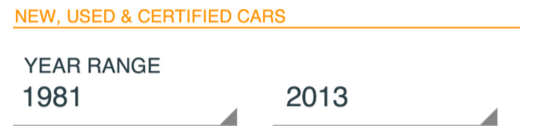 NEW, USED & CERTIFIED CARS
YEAR RANGE
1981 2013